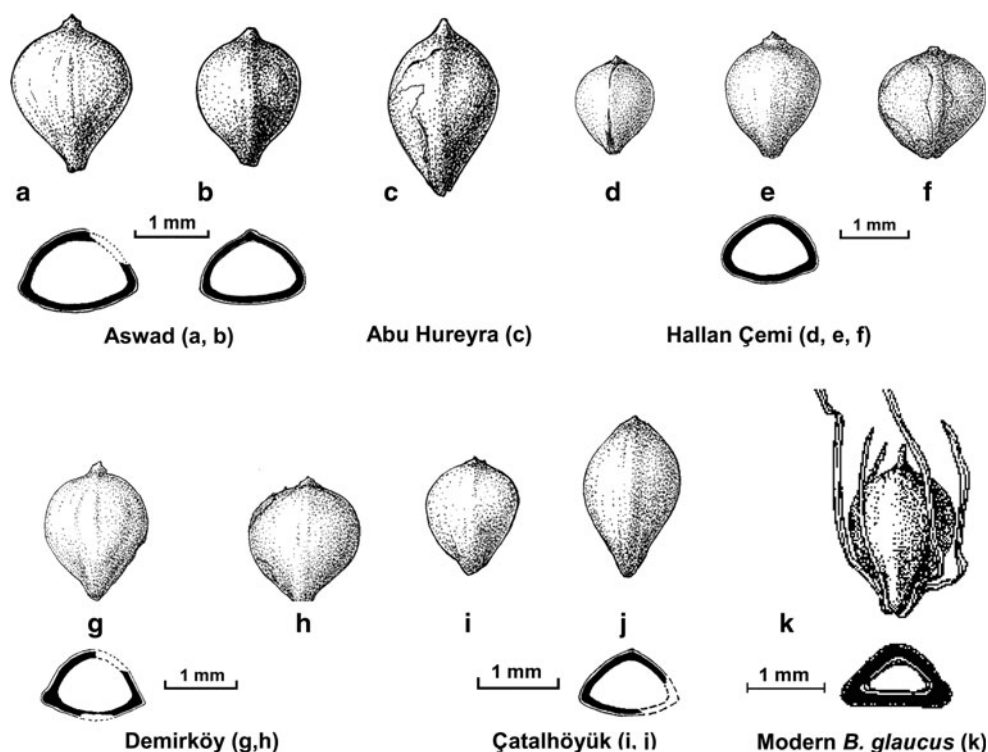 a b c d e f
1 mm 1 mm
Aswad (a, b) Abu Hureyra (c) Hallan Çemi (d, e, f)
g h i j k
1 mm 1 mm 1 mm
Demirköy (g,h) Çatalhöyük (i, j) Modern B. glaucus (k)